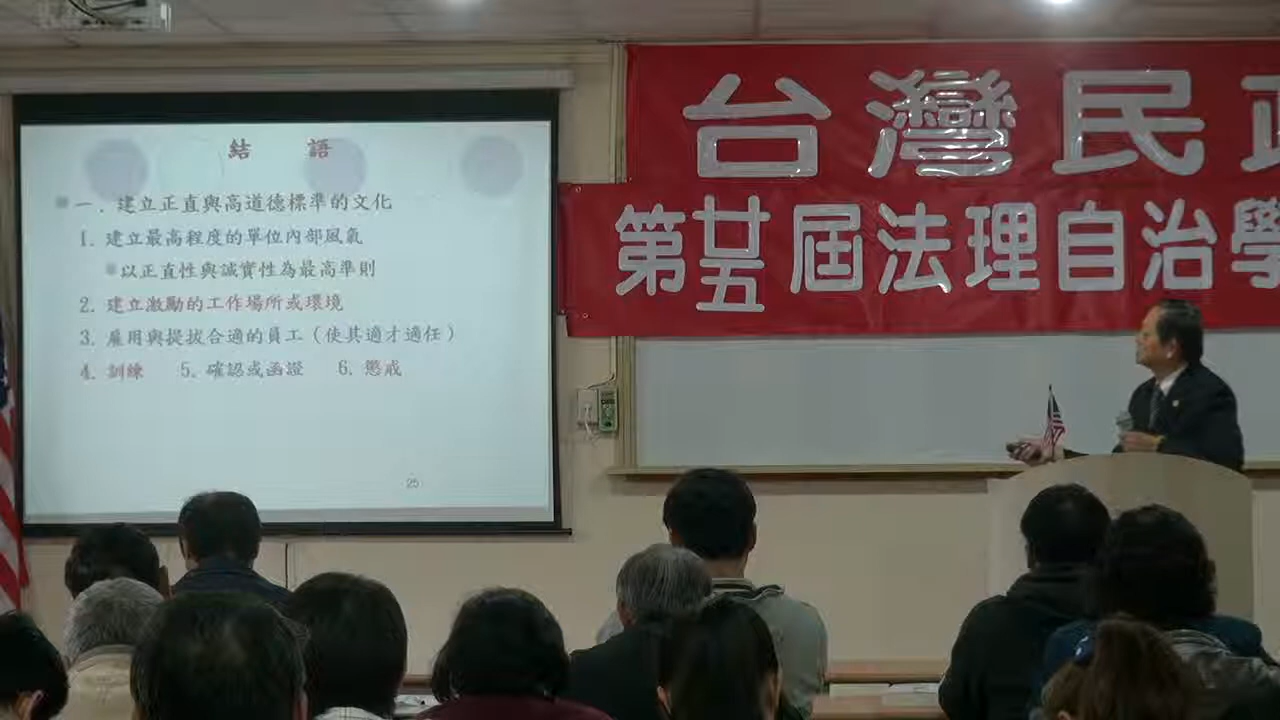 結 語
一．建立正直與高道德標準的文化
1. 建立最高程度的單位內部風氣
以正直性與誠實性為最高準則
2. 建立激勵的工作場所或環境
3. 雇用與提拔合適的員工（使其適才適任）
4. 訓練 5. 確認或函證 6. 懲戒
25
台灣民政
第廿五屆法理自治學